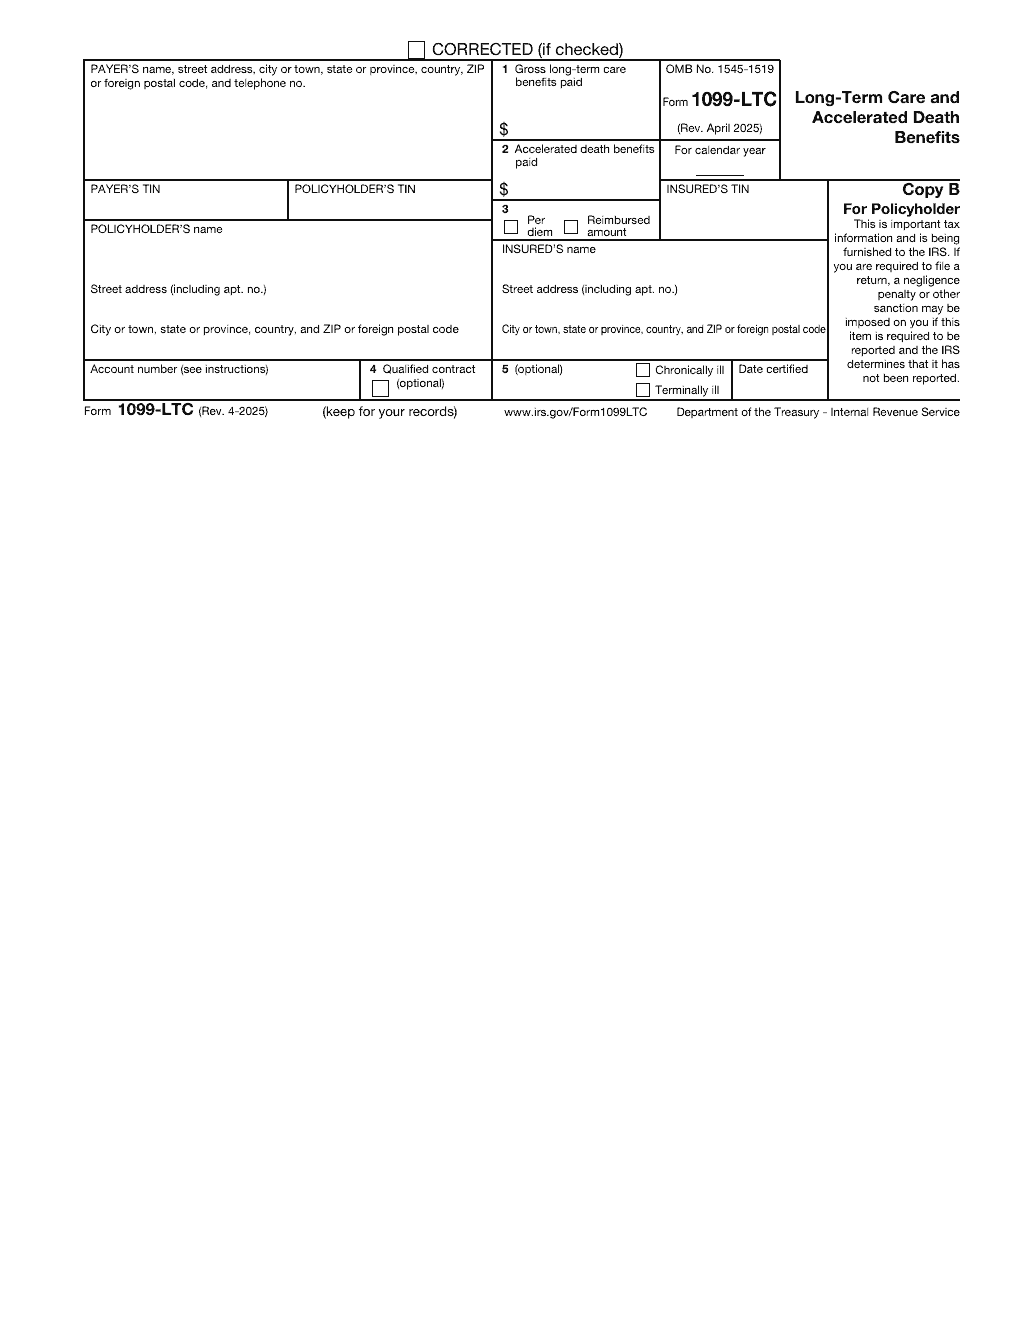 CORRECTED (if checked)
PAYER'S name, street address, city or town, state or province, country, ZIP
or foreign postal code, and telephone no.
1 Gross long-term care
benefits paid
$
OMB No. 1545-1519
Form 1099-LTC
(Rev. April 2025)
Long-Term Care and
Accelerated Death
Benefits
2 Accelerated death benefits
paid
$
For calendar year
PAYER'S TIN
POLICYHOLDER'S TIN
3
Per
diem
Reimbursed
amount
INSURED'S TIN
Copy B
For Policyholder
This is important tax
information and is being
furnished to the IRS. If
you are required to file a
return, a negligence
penalty or other
sanction may be
imposed on you if this
item is required to be
reported and the IRS
determines that it has
not been reported.
POLICYHOLDER'S name
INSURED'S name
Street address (including apt. no.)
Street address (including apt. no.)
City or town, state or province, country, and ZIP or foreign postal code
City or town, state or province, country, and ZIP or foreign postal code
Account number (see instructions)
4 Qualified contract
(optional)
5 (optional)
Chronically ill
Terminally ill
Date certified
Form 1099-LTC (Rev. 4-2025)
(keep for your records)
www.irs.gov/Form1099LTC
Department of the Treasury - Internal Revenue Service